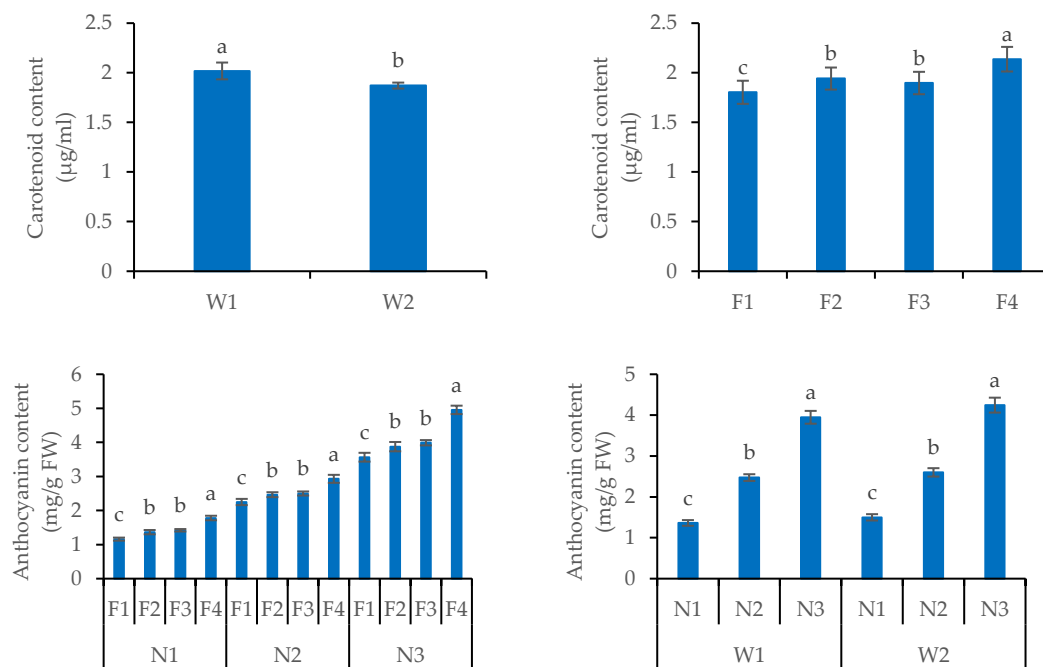 Carotenoid content
(µg/ml)
2.5
2
1.5
1
0.5
0
a
b
W1
W2
Carotenoid content
(µg/ml)
2.5
2
1.5
1
0.5
0
c
b
b
a
F1
F2
F3
F4
Anthocyanin content
(mg/g FW)
6
5
4
3
2
1
0
c
b
b
a
c
b
b
a
c
b
b
a
F1 F2 F3 F4 F1 F2 F3 F4 F1 F2 F3 F4
N1
N2
N3
Anthocyanin content
(mg/g FW)
5
4
3
2
1
0
c
b
a
c
b
a
N1 N2 N3 N1 N2 N3
W1
W2